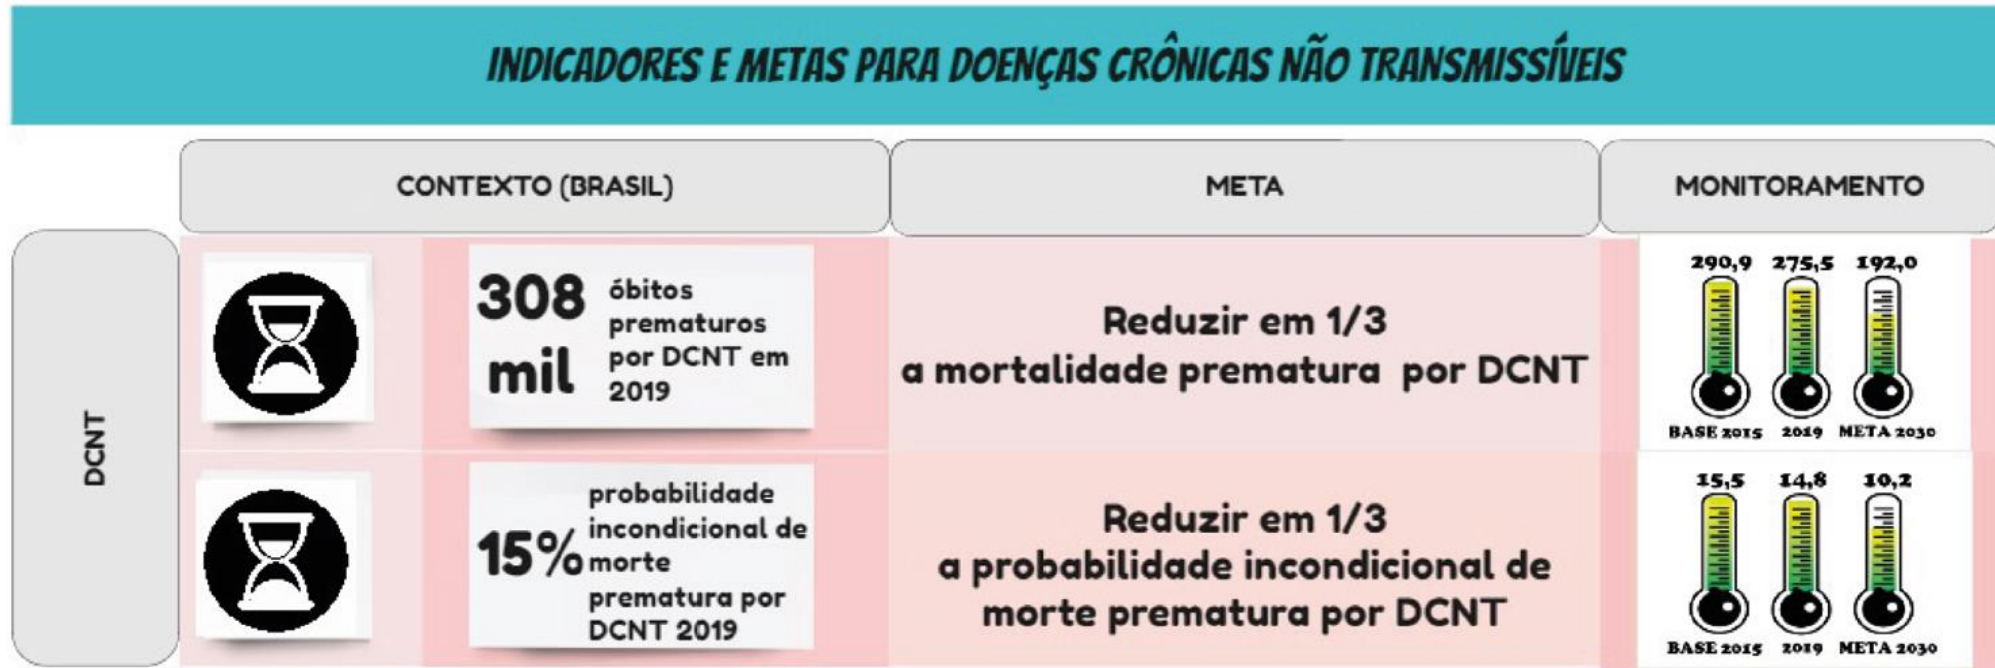 INDICADORES E METAS PARA DOENÇAS CRÔNICAS NÃO TRANSMISSÍVEIS
CONTEXTO (BRASIL)
META
MONITORAMENTO
DCNT
308
mil
óbitos
prematuros
por DCNT em
2019
Reduzir em 1/3
a mortalidade prematura por DCNT
290,9 275,5 192,0
BASE 2015 2019 META 2030
15%
probabilidade
incondicional de
morte
prematura por
DCNT 2019
Reduzir em 1/3
a probabilidade incondicional de
morte prematura por DCNT
15,5 14,8 10,2
BASE 2015 2019 META 2030